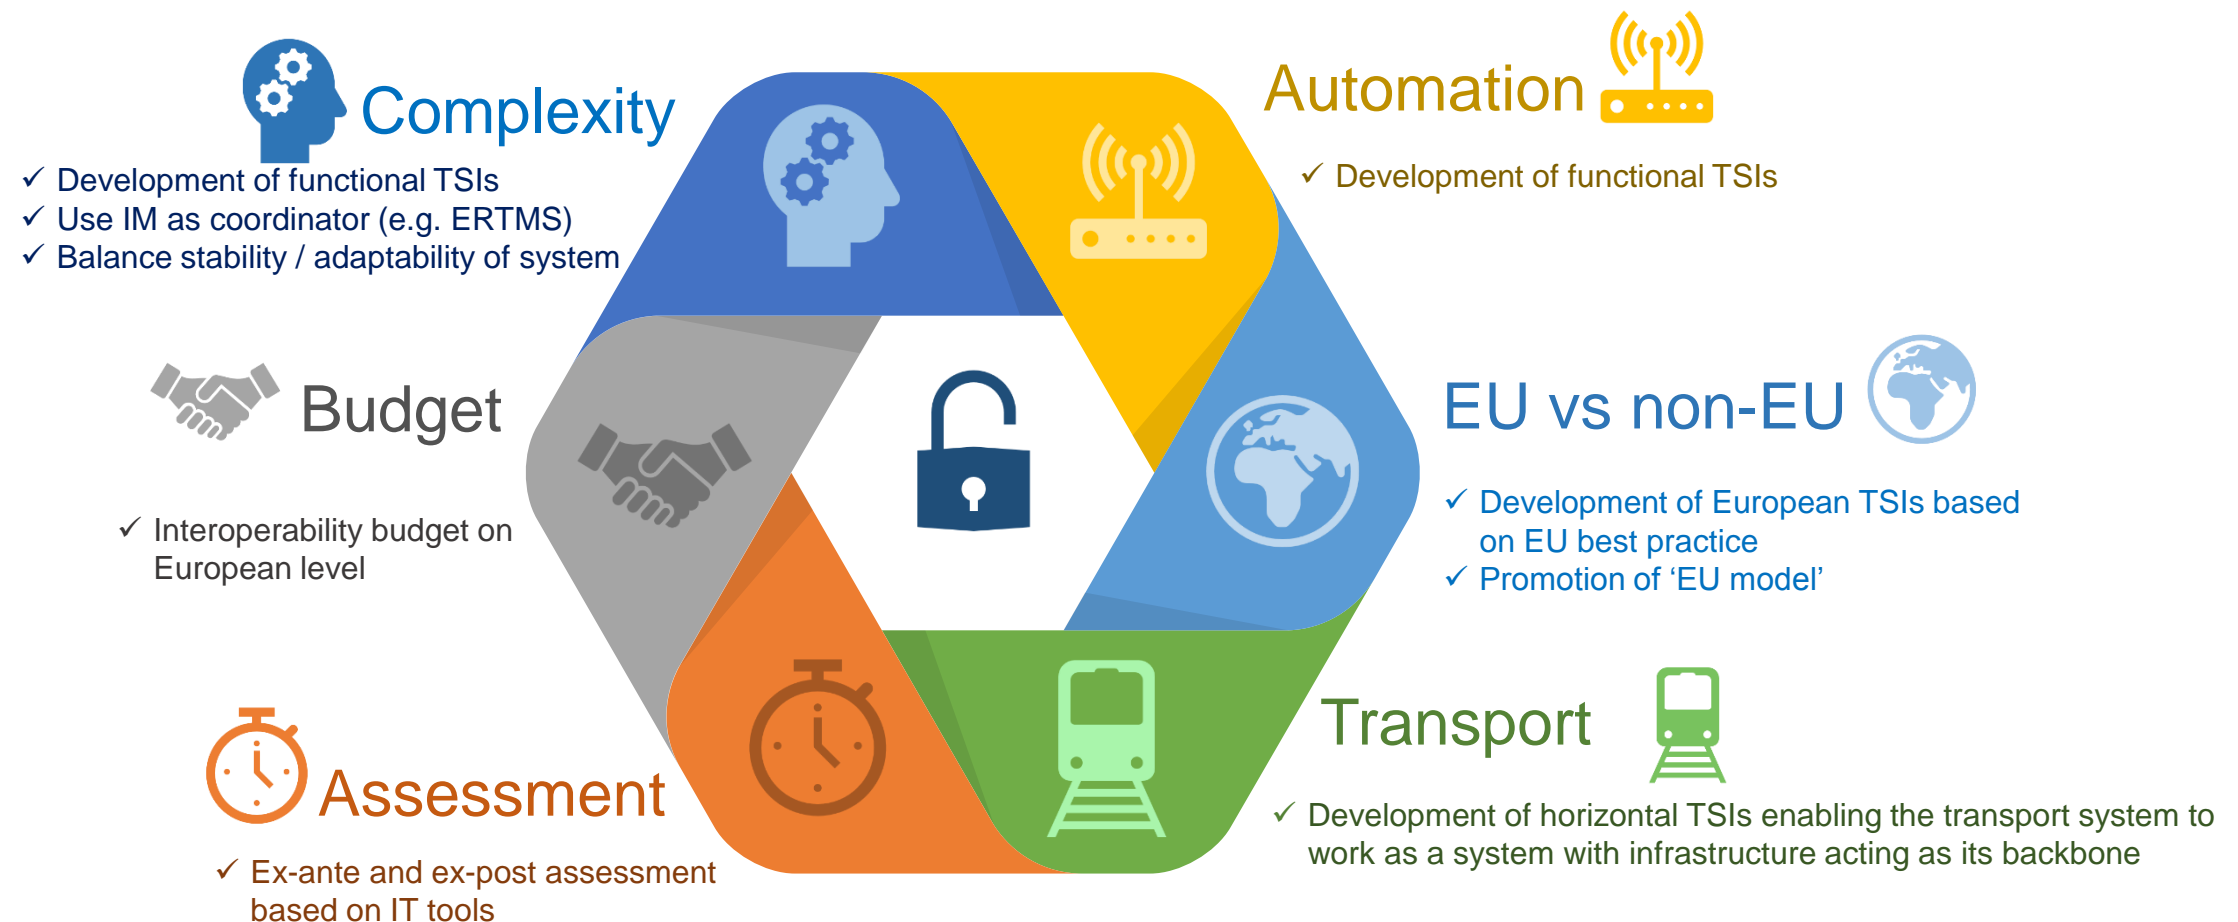 Complexity
✓ Development of functional TSIs
✓ Use IM as coordinator (e.g. ERTMS)
✓ Balance stability / adaptability of system
Automation
✓ Development of functional TSIs
Budget
✓ Interoperability budget on
European level
EU vs non-EU
✓ Development of European TSIs based
on EU best practice
✓ Promotion of ‘EU model’
Assessment
✓ Ex-ante and ex-post assessment
based on IT tools
Transport
✓ Development of horizontal TSIs enabling the transport system to
work as a system with infrastructure acting as its backbone